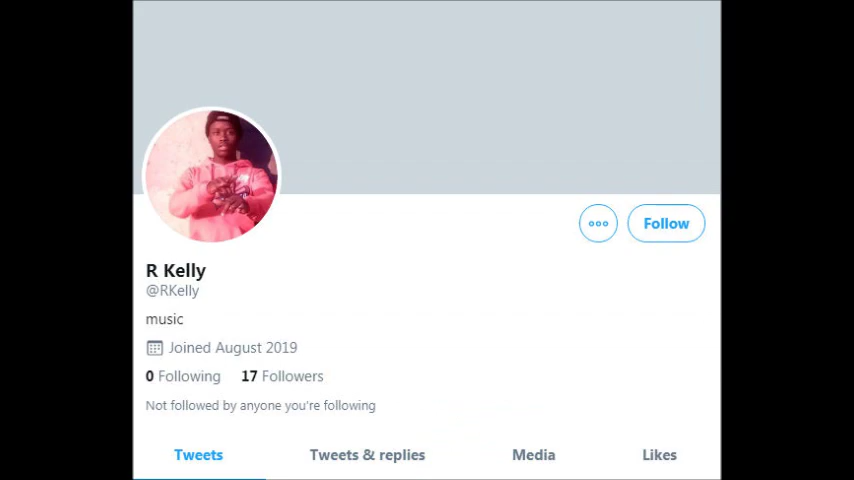 Follow
R Kelly
@RKelly
music
Joined August 2019
0 Following 17 Followers
Not followed by anyone you're following
Tweets Tweets & replies Media Likes